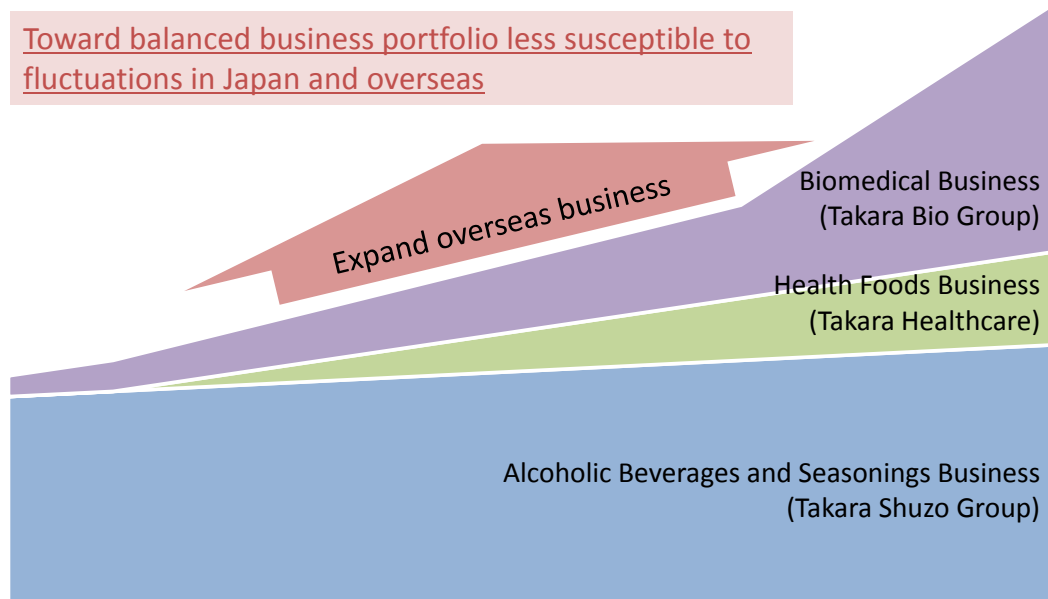 Toward balanced business portfolio less susceptible to
fluctuations in Japan and overseas
Expand overseas business
Biomedical Business
(Takara Bio Group)
Health Foods Business
(Takara Healthcare)
Alcoholic Beverages and Seasonings Business
(Takara Shuzo Group)